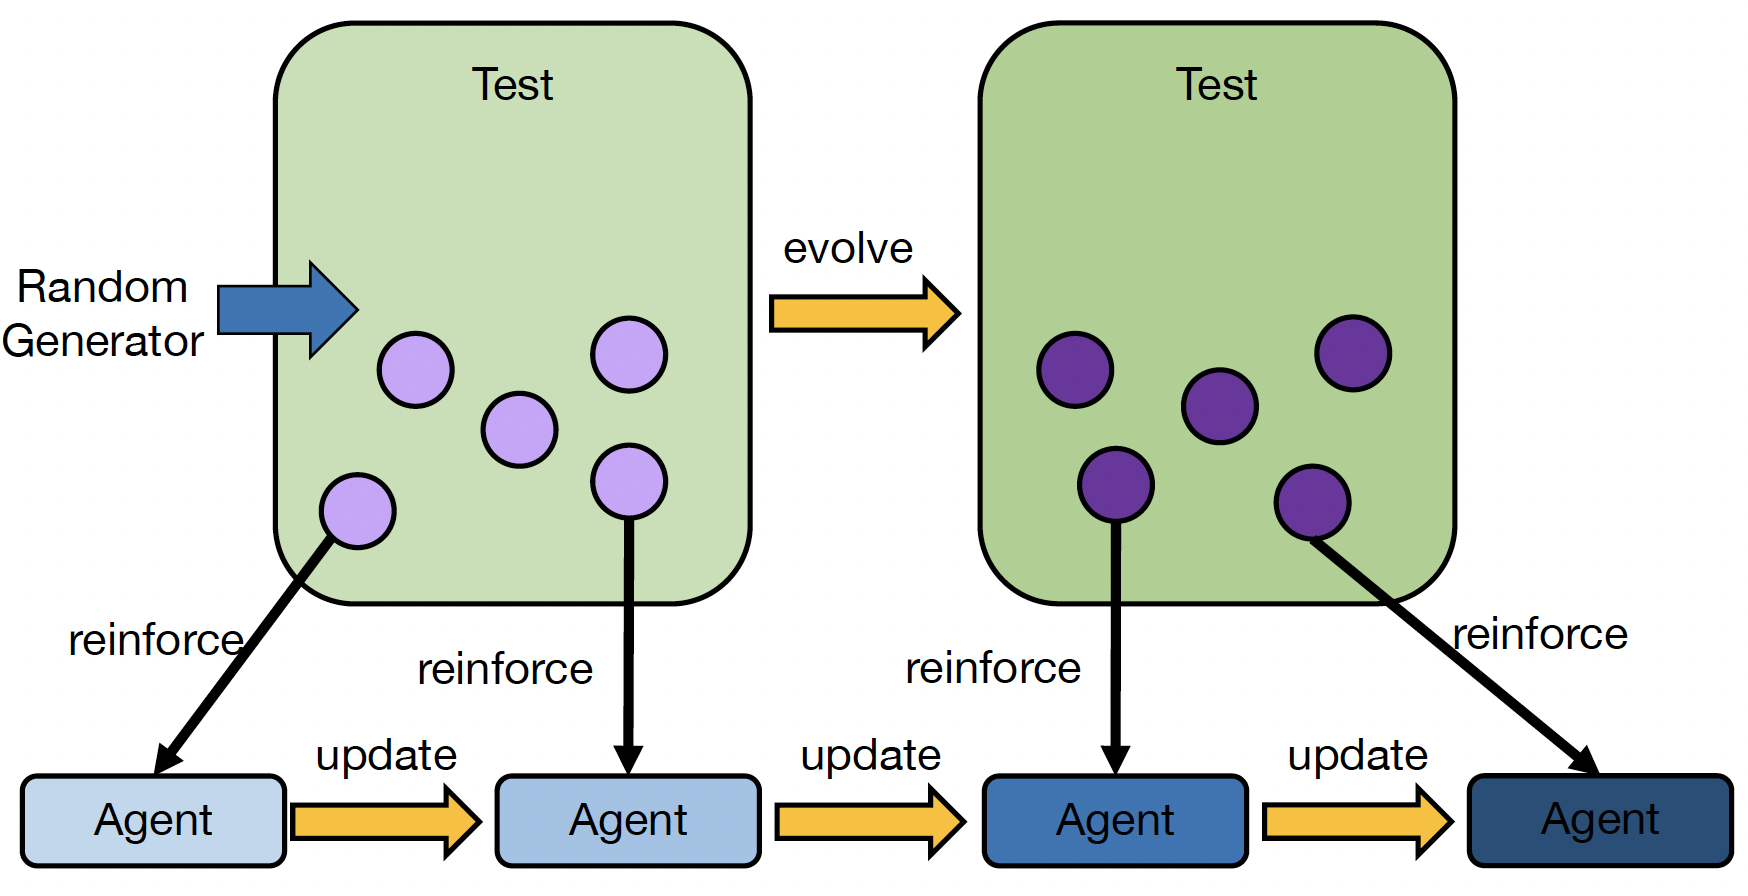 Test
Test
evolve
Random
Generator
reinforce
reinforce
reinforce
reinforce
update
update
update
Agent
Agent
Agent
Agent